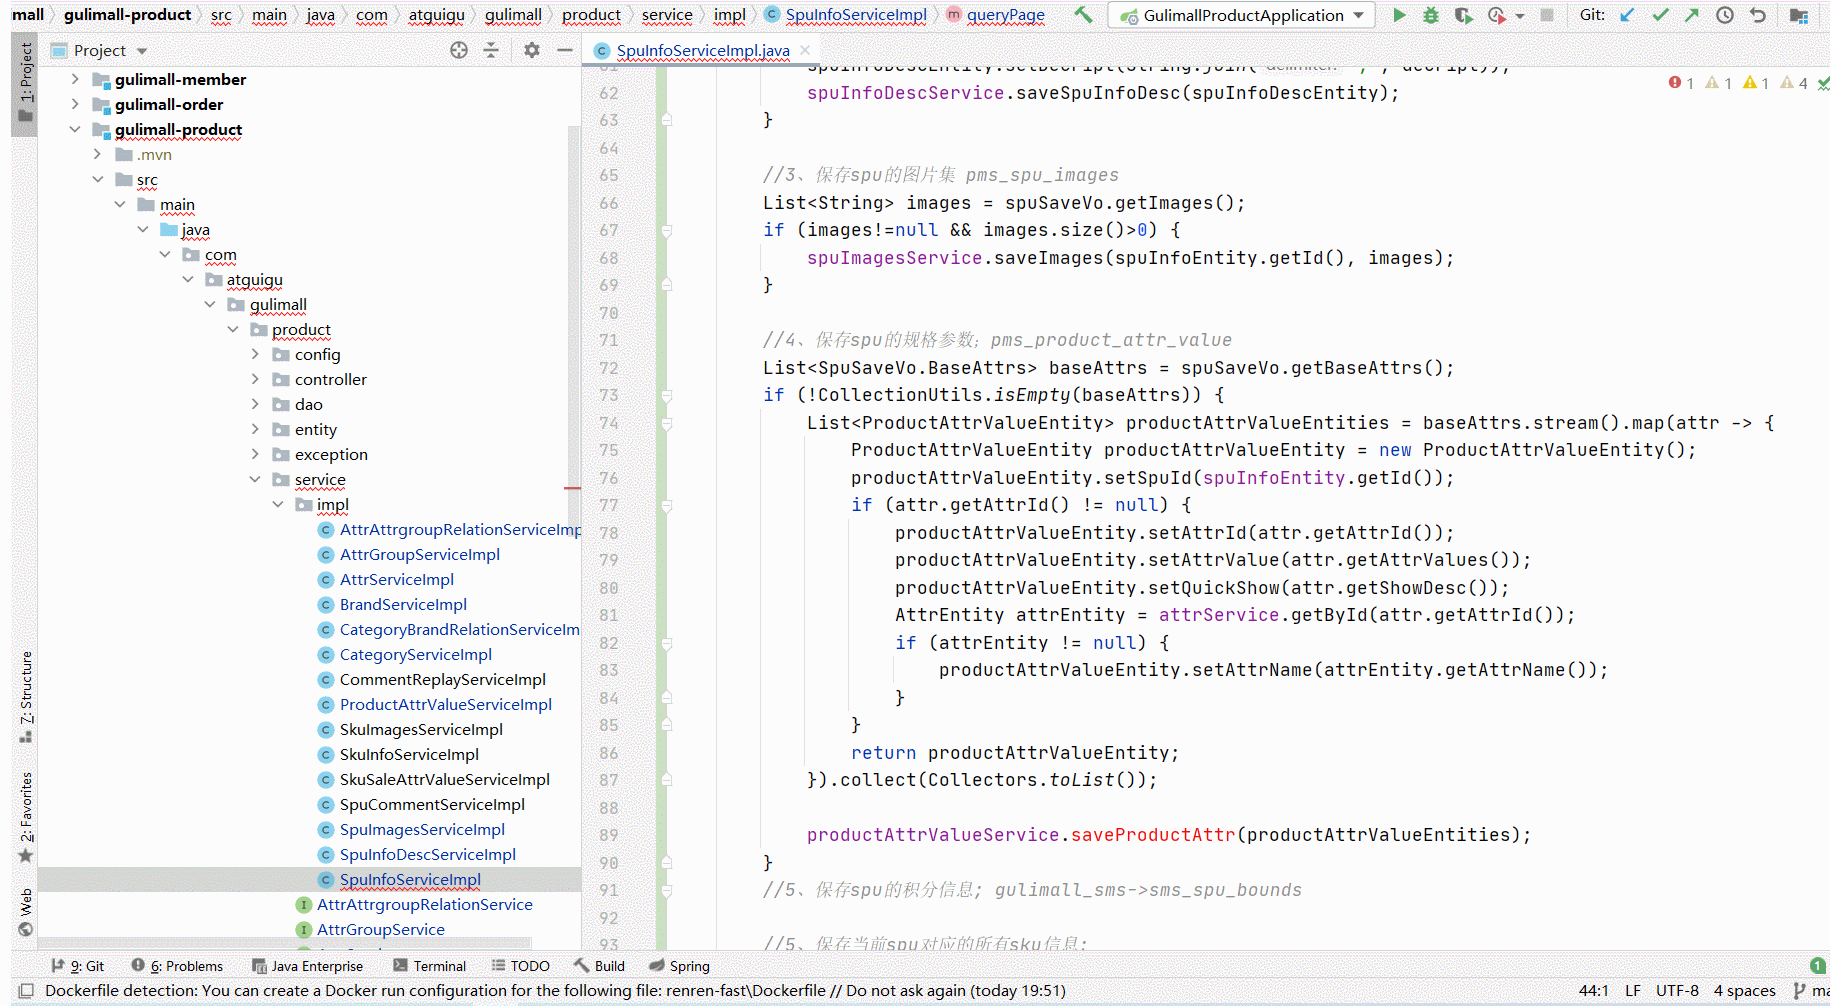 mall gulimall-product src main java com atguigu gulimall product service impl SpuInfoServiceImpl queryPage GulimallProductApplication Git:
Project SpuInfoServiceImpl.java
1: Project
7: Structure
2: Favorites
Web
gulimall-member
gulimall-order
gulimall-product
.mvn
src
main
java
com
atguigu
gulimall
product
config
controller
dao
entity
exception
service
impl
AttrAttrgroupRelationServiceImp
AttrGroupServiceImpl
AttrServiceImpl
BrandServiceImpl
CategoryBrandRelationServiceIm
CategoryServiceImpl
CommentReplayServiceImpl
ProductAttrValueServiceImpl
SkuImagesServiceImpl
SkuInfoServiceImpl
SkuSaleAttrValueServiceImpl
SpuCommentServiceImpl
SpuImagesServiceImpl
SpuInfoDescServiceImpl
SpuInfoServiceImpl
AttrAttrgroupRelationService
AttrGroupService
1 1 1 4
62 spuInfoDescService.saveSpuInfoDesc(spuInfoDescEntity);
63 }
64
65 //3、保存spu的图片集 pms_spu_images
66 List<String> images = spuSaveVo.getImages();
67 if (images!=null && images.size()>0) {
68 spuImagesService.saveImages(spuInfoEntity.getId(), images);
69 }
70
71 //4、保存spu的规格参数; pms_product_attr_value
72 List<SpuSaveVo.BaseAttrs> baseAttrs = spuSaveVo.getBaseAttrs();
73 if (!CollectionUtils.isEmpty(baseAttrs)) {
74 List<ProductAttrValueEntity> productAttrValueEntities = baseAttrs.stream().map(attr -> {
75 ProductAttrValueEntity productAttrValueEntity = new ProductAttrValueEntity();
76 productAttrValueEntity.setSpuId(spuInfoEntity.getId());
77 if (attr.getAttrId() != null) {
78 productAttrValueEntity.setAttrId(attr.getAttrId());
79 productAttrValueEntity.setAttrValue(attr.getAttrValues());
80 productAttrValueEntity.setQuickShow(attr.getShowDesc());
81 AttrEntity attrEntity = attrService.getById(attr.getAttrId());
82 if (attrEntity != null) {
83 productAttrValueEntity.setAttrName(attrEntity.getAttrName());
84 }
85 }
86 return productAttrValueEntity;
87 }).collect(Collectors.toList());
88
89 productAttrValueService.saveProductAttr(productAttrValueEntities);
90 }
91 //5、保存spu的积分信息; gulimall_sms->sms_spu_bounds
92
93 //5、保存当前spu对应的所有sku信息;
9: Git 6: Problems Java Enterprise Terminal TODO Build Spring 1
Dockerfile detection: You can create a Docker run configuration for the following file: renren-fast\Dockerfile // Do not ask again (today 19:51) 44:1 LF UTF-8 4 spaces ma